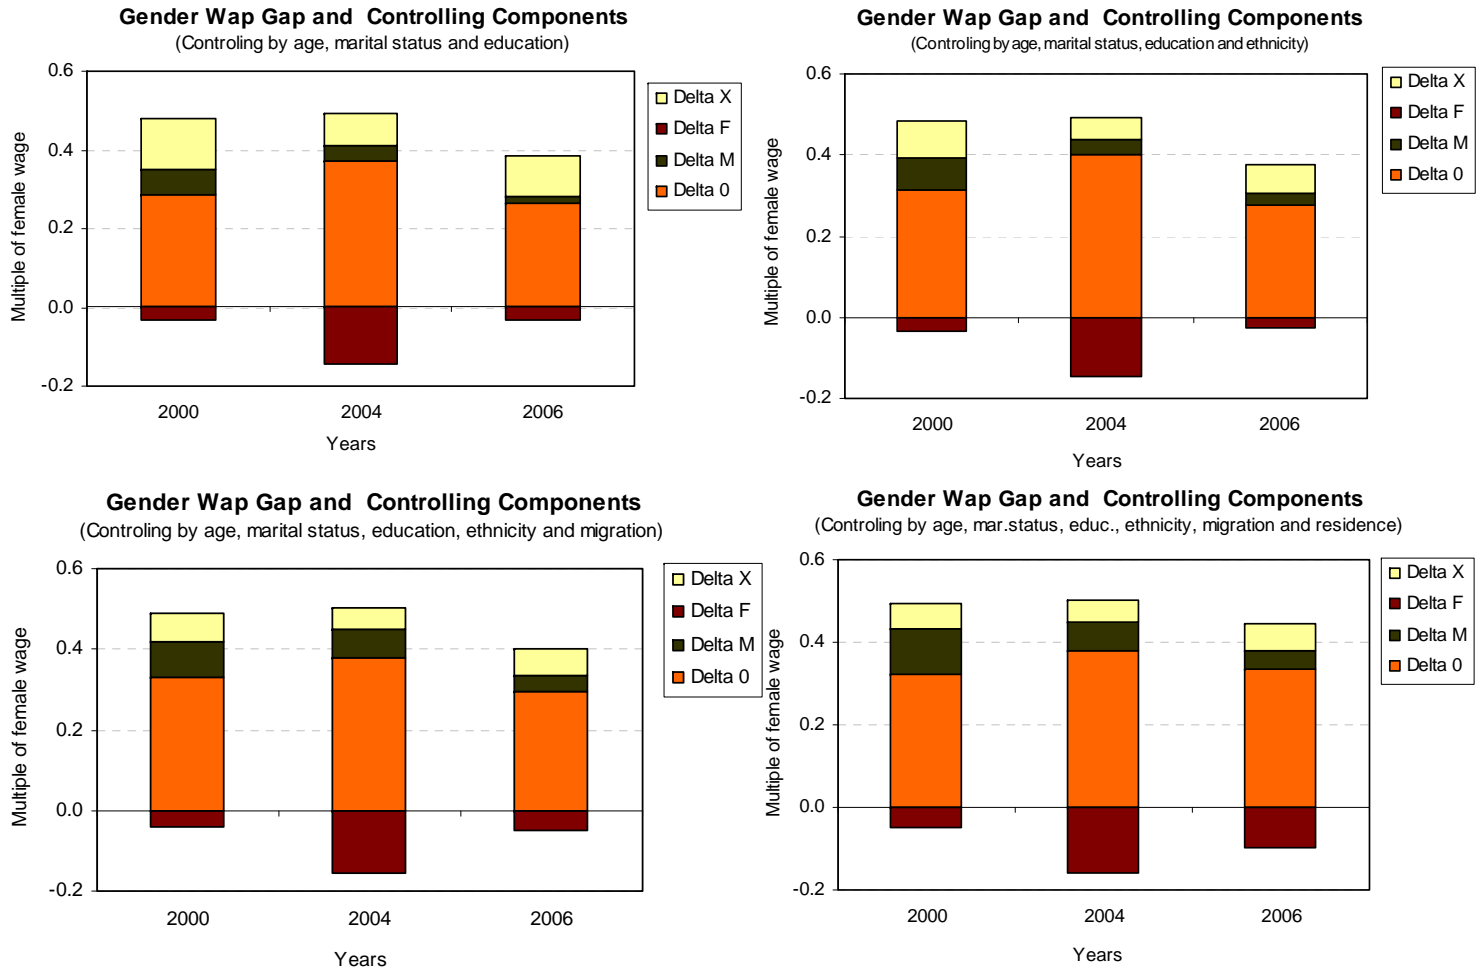 Gender Wap Gap and Controlling Components
(Controling by age, marital status and education)
Multiple of female wage
0.6
0.4
0.2
0.0
-0.2
2000 2004 2006
Years
Delta X
Delta F
Delta M
Delta 0
Gender Wap Gap and Controlling Components
(Controling by age, marital status, education and ethnicity)
Multiple of female wage
0.6
0.4
0.2
0.0
-0.2
2000 2004 2006
Years
Delta X
Delta F
Delta M
Delta 0
Gender Wap Gap and Controlling Components
(Controling by age, marital status, education, ethnicity and migration)
Multiple of female wage
0.6
0.4
0.2
0.0
-0.2
2000 2004 2006
Years
Delta X
Delta F
Delta M
Delta 0
Gender Wap Gap and Controlling Components
(Controling by age, mar.status, educ., ethnicity, migration and residence)
Multiple of female wage
0.6
0.4
0.2
0.0
-0.2
2000 2004 2006
Years
Delta X
Delta F
Delta M
Delta 0